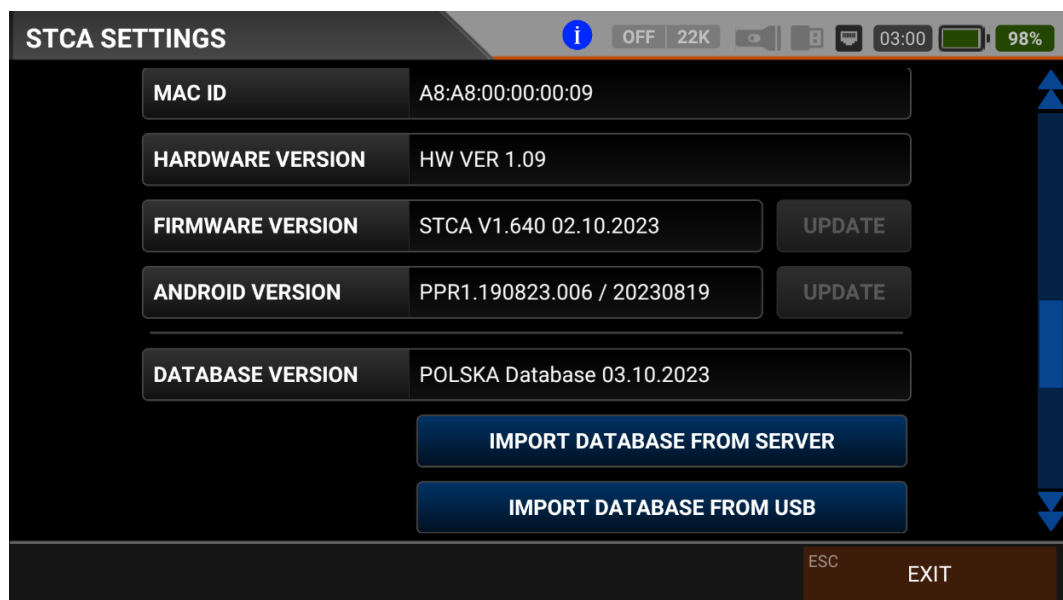 STCA SETTINGS i OFF 22K 03:00 98%
MAC ID A8:A8:00:00:00:09
HARDWARE VERSION HW VER 1.09
FIRMWARE VERSION STCA V1.640 02.10.2023 UPDATE
ANDROID VERSION PPR1.190823.006 / 20230819 UPDATE
DATABASE VERSION POLSKA Database 03.10.2023
IMPORT DATABASE FROM SERVER
IMPORT DATABASE FROM USB
ESC EXIT